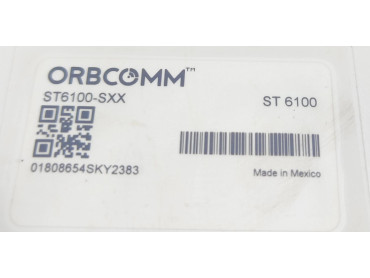 ORBCOMM™
ST6100-SXX
ST 6100
01808654SKY2383
Made in Mexico